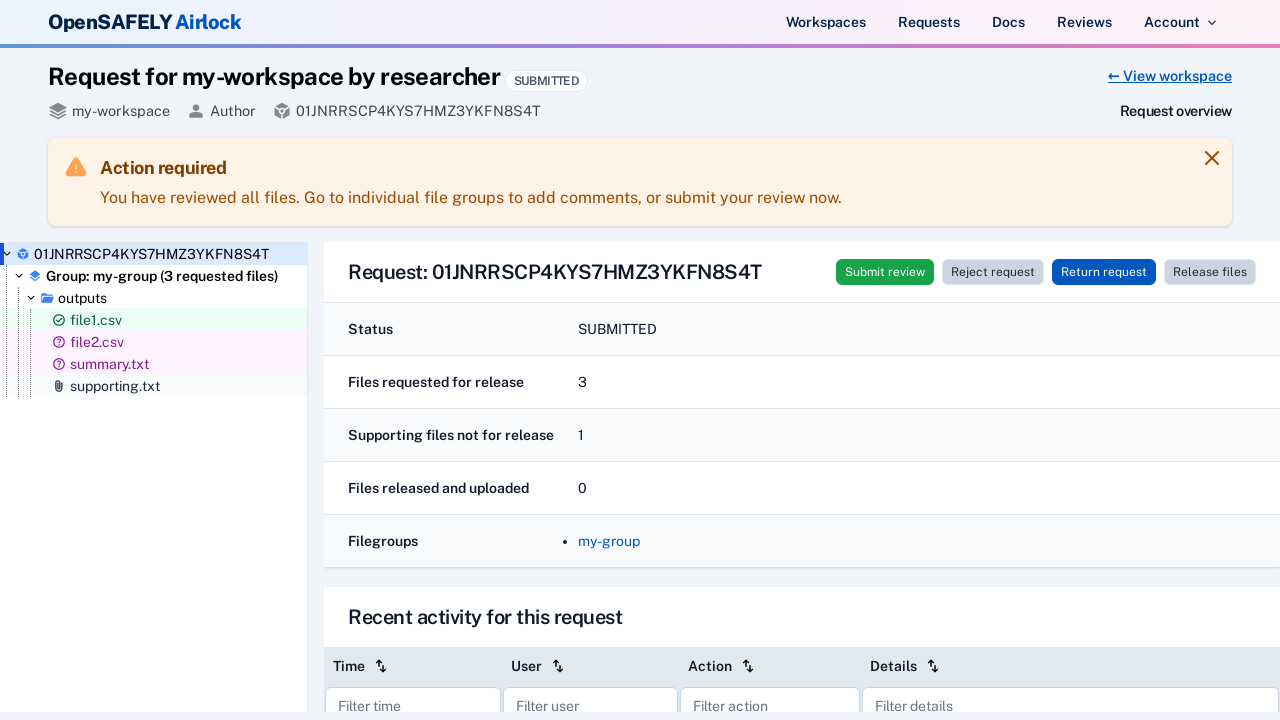 OpenSAFELY Airlock
Workspaces
Requests
Docs
Reviews
Account
Request for my-workspace by researcher SUBMITTED
← View workspace
my-workspace
Author
01JNRRSCP4KYS7HMZ3YKFN8S4T
Request overview
Action required
You have reviewed all files. Go to individual file groups to add comments, or submit your review now.
01JNRRSCP4KYS7HMZ3YKFN8S4T
Group: my-group (3 requested files)
outputs
file1.csv
file2.csv
summary.txt
supporting.txt
Request: 01JNRRSCP4KYS7HMZ3YKFN8S4T
Submit review
Reject request
Return request
Release files
Status SUBMITTED
Files requested for release 3
Supporting files not for release 1
Files released and uploaded 0
Filegroups • my-group
Recent activity for this request
Time User Action Details
Filter time Filter user Filter action Filter details